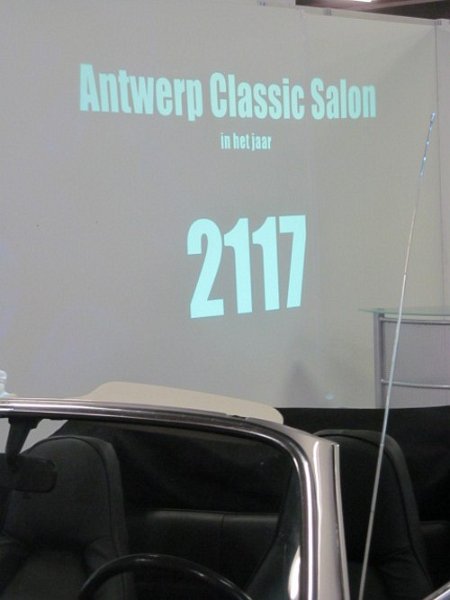 Antwerp Classic Salon
in het jaar
2117